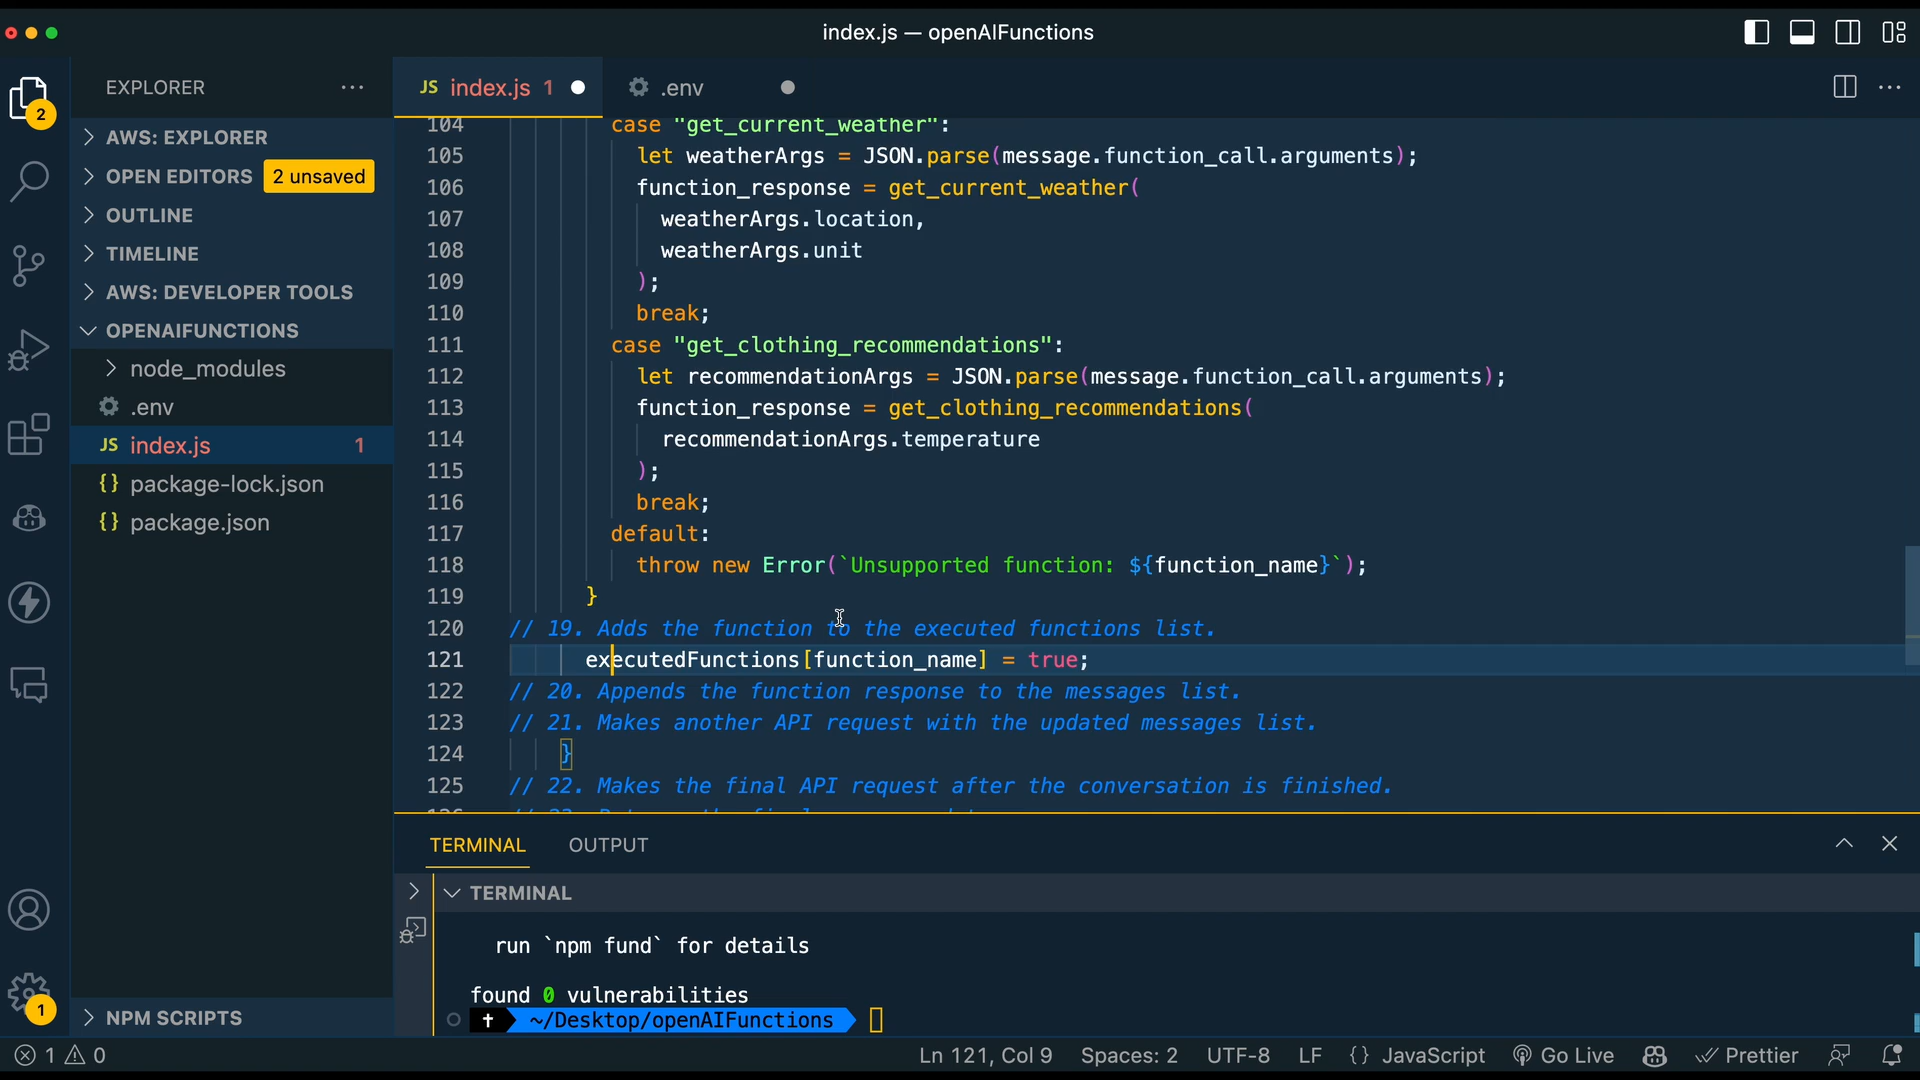 index.js — openAIFunctions
EXPLORER
2
AWS: EXPLORER
OPEN EDITORS 2 unsaved
OUTLINE
TIMELINE
AWS: DEVELOPER TOOLS
OPENAIFUNCTIONS
node_modules
.env
JS index.js 1
{} package-lock.json
{} package.json
NPM SCRIPTS
1
JS index.js 1
.env
104 case "get_current_weather":
105 let weatherArgs = JSON.parse(message.function_call.arguments);
106 function_response = get_current_weather(
107 weatherArgs.location,
108 weatherArgs.unit
109 );
110 break;
111 case "get_clothing_recommendations":
112 let recommendationArgs = JSON.parse(message.function_call.arguments);
113 function_response = get_clothing_recommendations(
114 recommendationArgs.temperature
115 );
116 break;
117 default:
118 throw new Error(`Unsupported function: ${function_name}`);
119 }
120 // 19. Adds the function to the executed functions list.
121 executedFunctions[function_name] = true;
122 // 20. Appends the function response to the messages list.
123 // 21. Makes another API request with the updated messages list.
124 }
125 // 22. Makes the final API request after the conversation is finished.
TERMINAL OUTPUT
TERMINAL
run `npm fund` for details
found 0 vulnerabilities
~/Desktop/openAIFunctions
1 0
Ln 121, Col 9 Spaces: 2 UTF-8 LF {} JavaScript Go Live Prettier